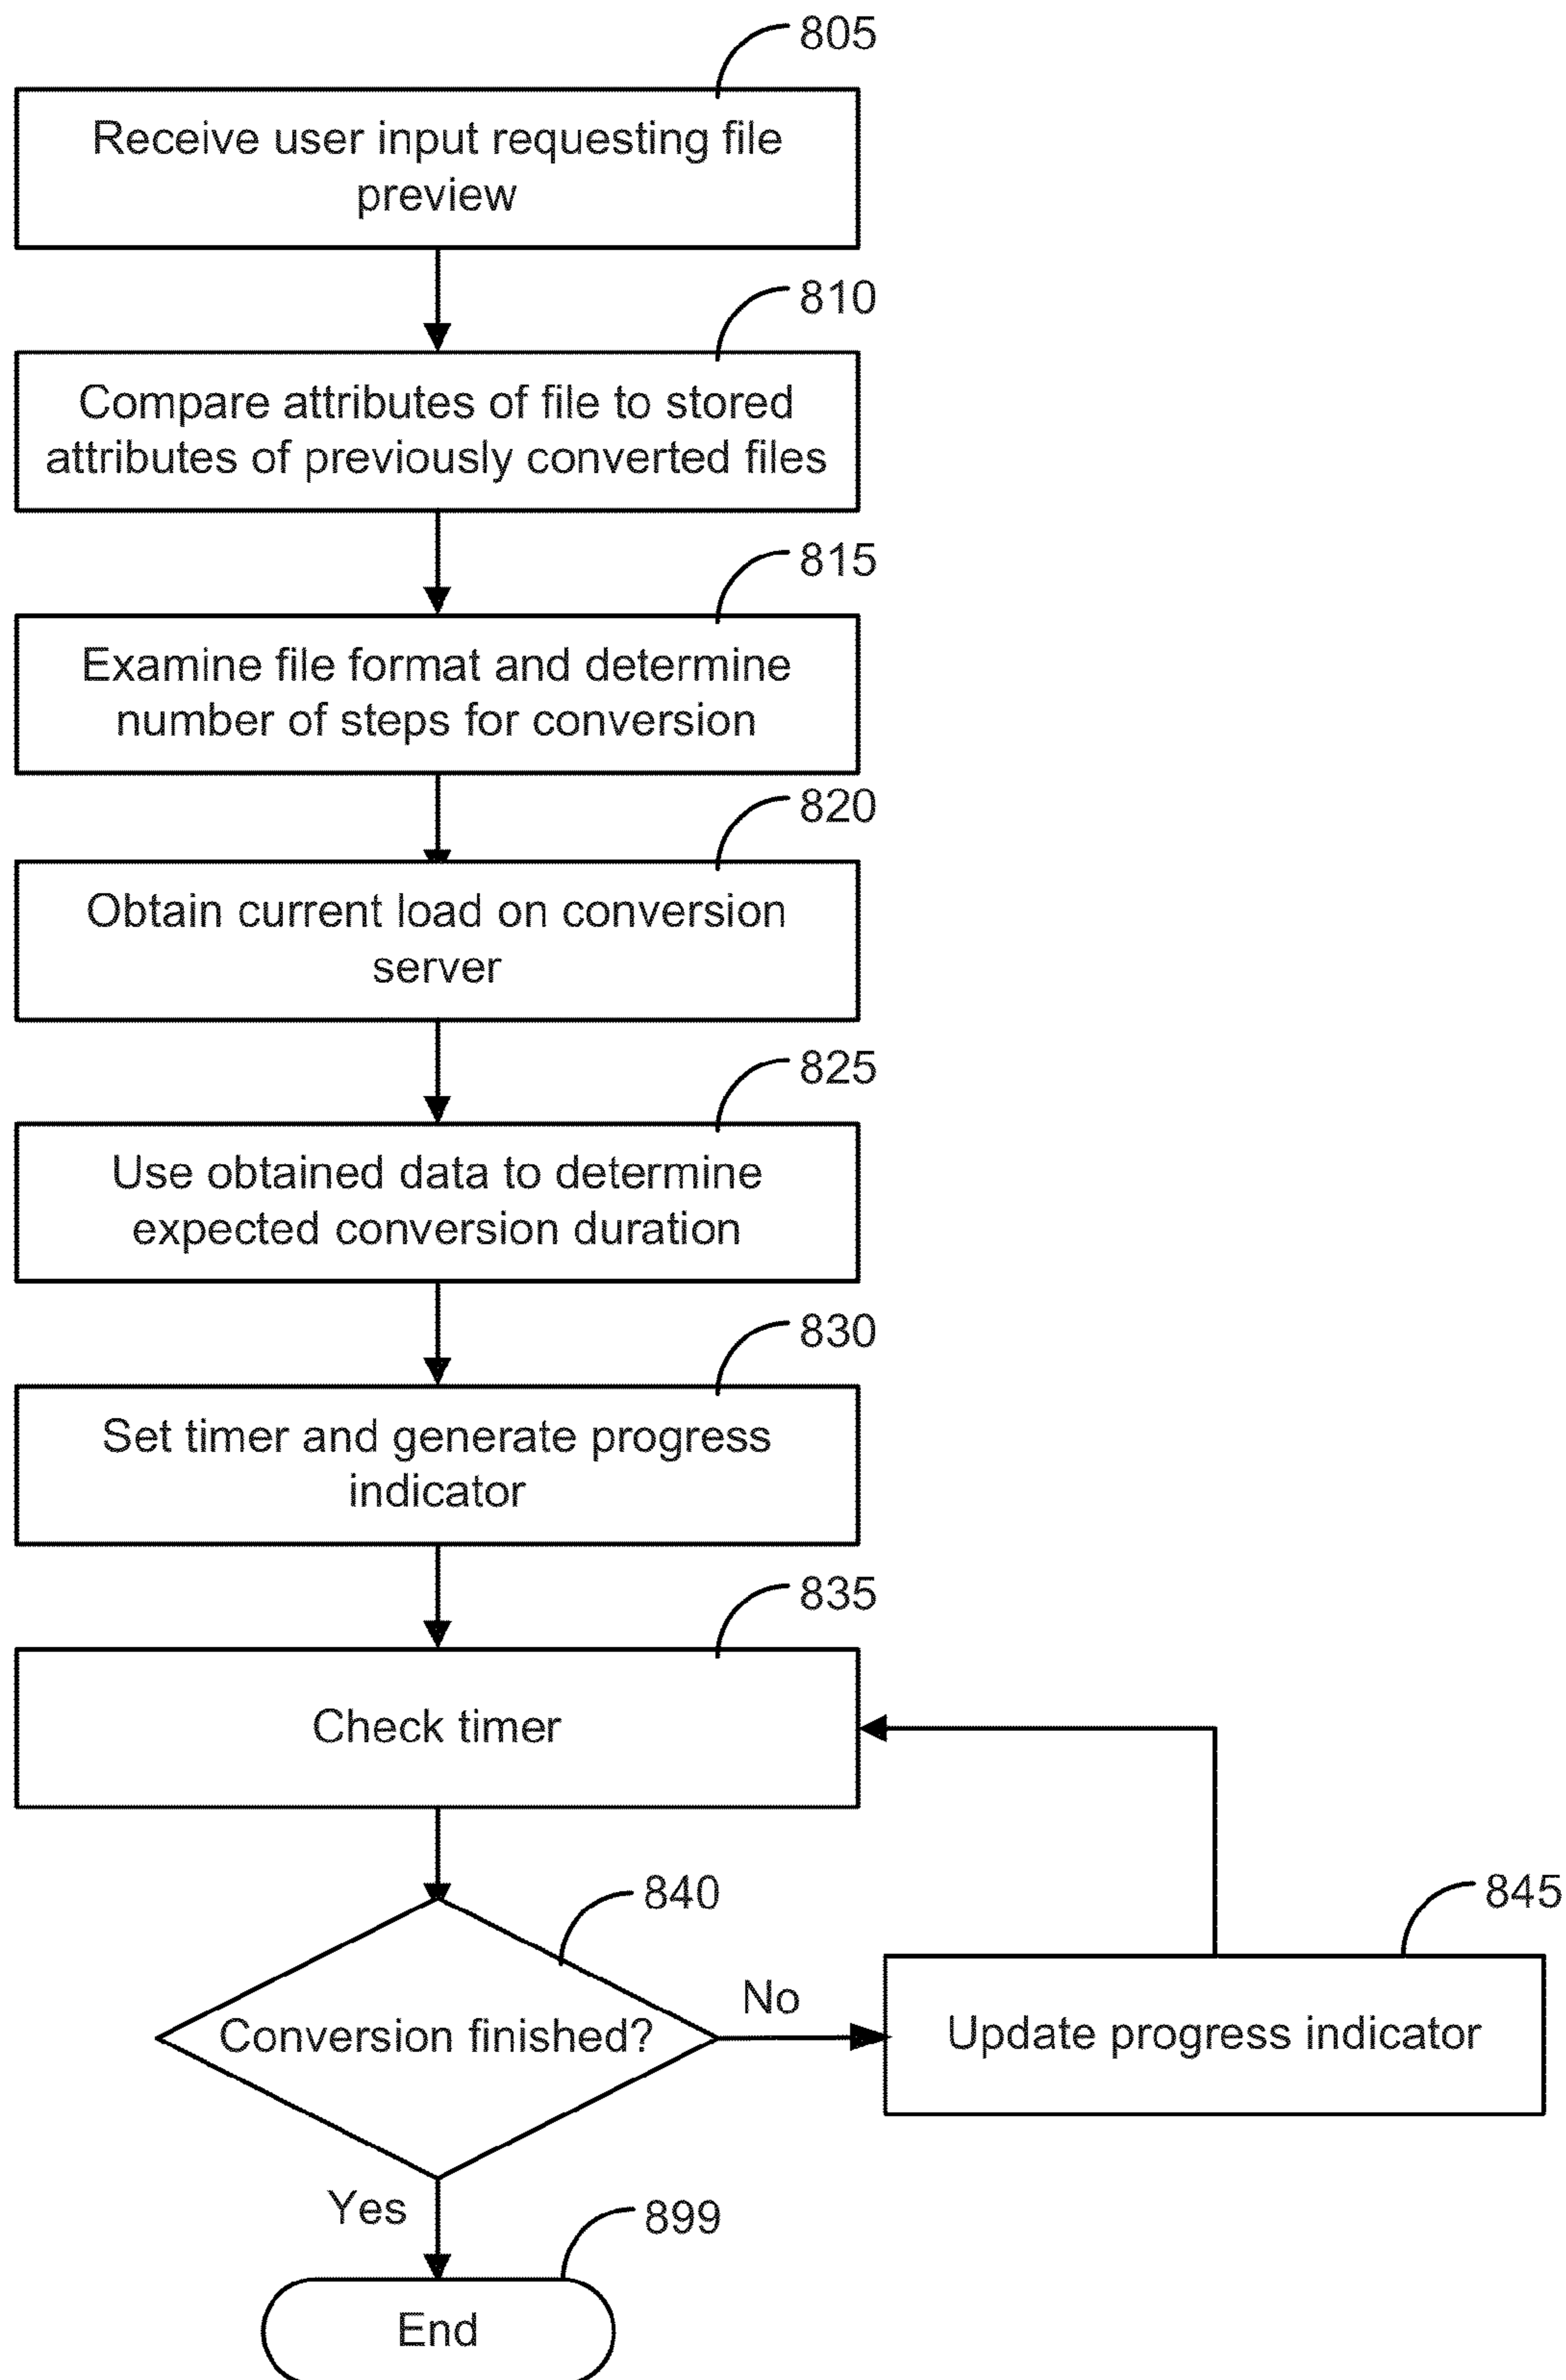 805
Receive user input requesting file
preview
810
Compare attributes of file to stored
attributes of previously converted files
815
Examine file format and determine
number of steps for conversion
820
Obtain current load on conversion
server
825
Use obtained data to determine
expected conversion duration
830
Set timer and generate progress
indicator
835
Check timer
840
845
No
Conversion finished?
Update progress indicator
Yes
899
End